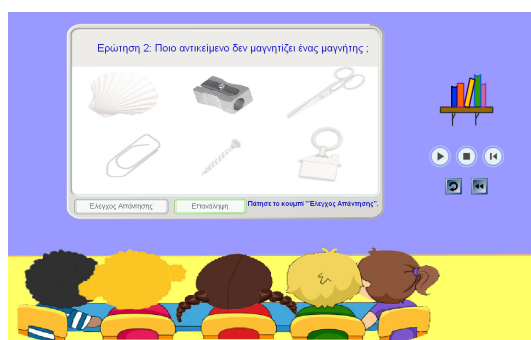 Ερώτηση 2: Ποιο αντικείμενο δεν μαγνητίζει ένας μαγνήτης ;
Έλεγχος Απάντησης
Επανάληψη
Πάτησε το κουμπί "Έλεγχος Απάντησης".